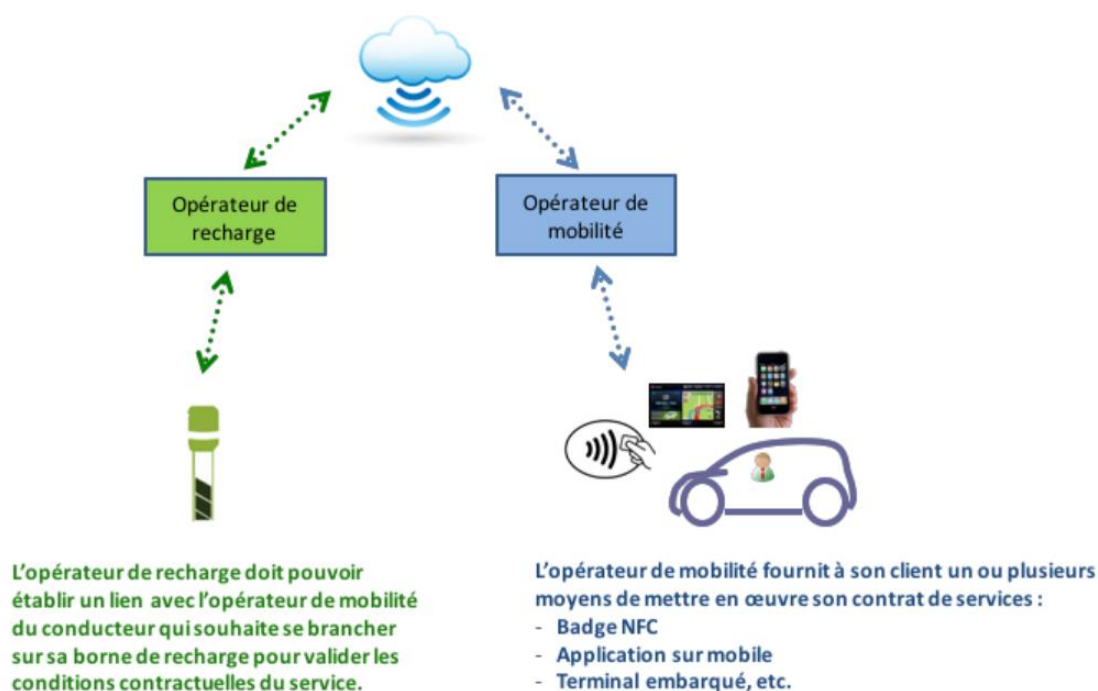 Opérateur de
recharge
Opérateur de
mobilité
L'opérateur de recharge doit pouvoir
établir un lien avec l'opérateur de mobilité
du conducteur qui souhaite se brancher
sur sa borne de recharge pour valider les
conditions contractuelles du service.
L'opérateur de mobilité fournit à son client un ou plusieurs
moyens de mettre en œuvre son contrat de services :
- Badge NFC
- Application sur mobile
- Terminal embarqué, etc.